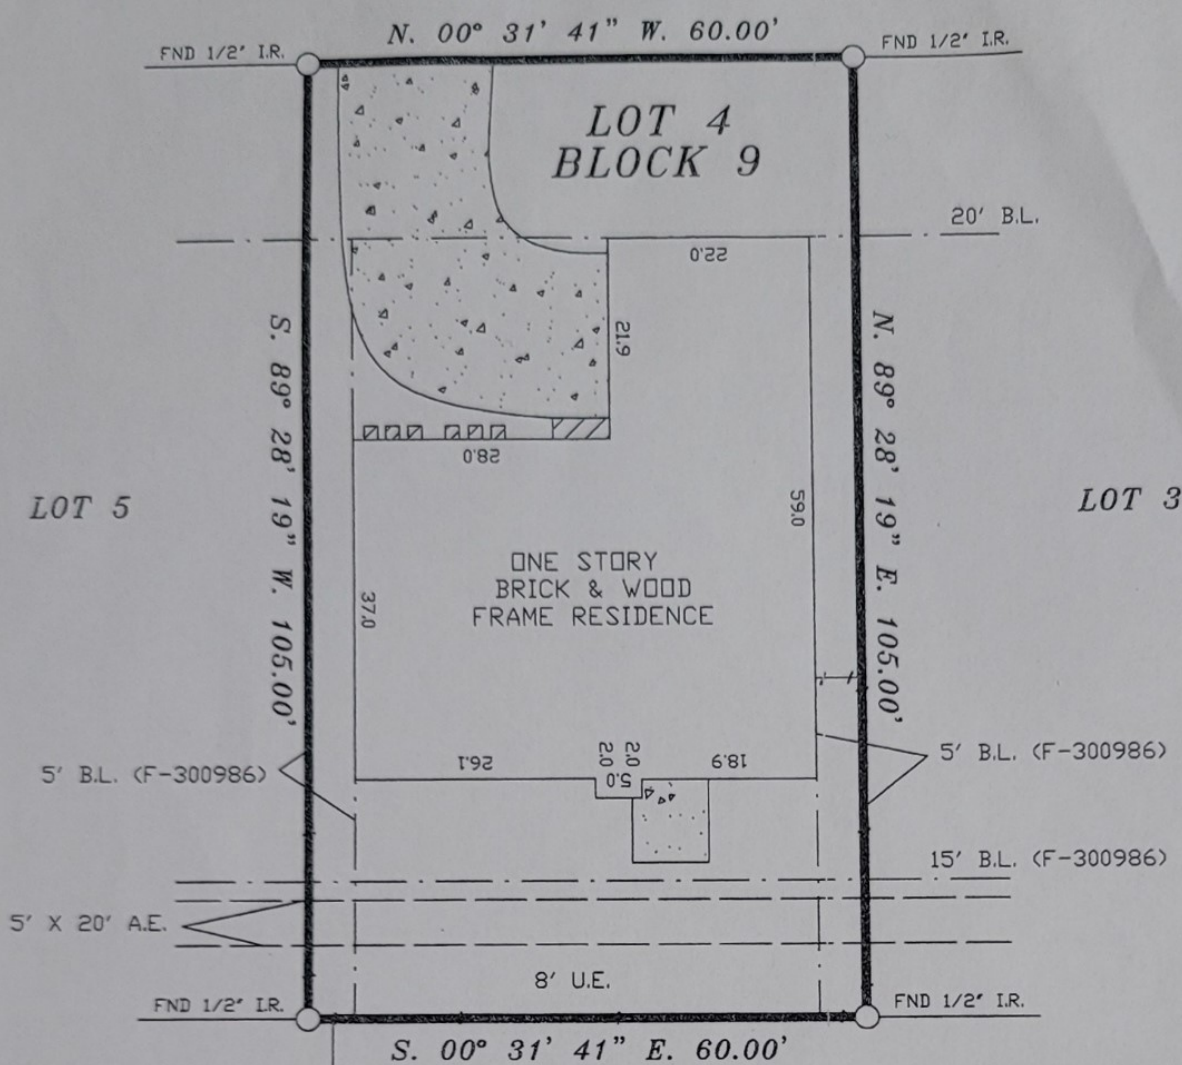 N. 00° 31' 41" W. 60.00'
FND 1/2" I.R.
FND 1/2" I.R.
LOT 4
BLOCK 9
20' B.L.
22.0
21.9
S. 89° 28' 19" W. 105.00'
N. 89° 28' 19" E. 105.00'
28.0
LOT 5
LOT 3
59.0
ONE STORY
BRICK & WOOD
FRAME RESIDENCE
37.0
26.1
2.0
2.0
5.0
18.9
5' B.L. (F-300986)
5' B.L. (F-300986)
15' B.L. (F-300986)
5' X 20' A.E.
8' U.E.
FND 1/2" I.R.
FND 1/2" I.R.
S. 00° 31' 41" E. 60.00'